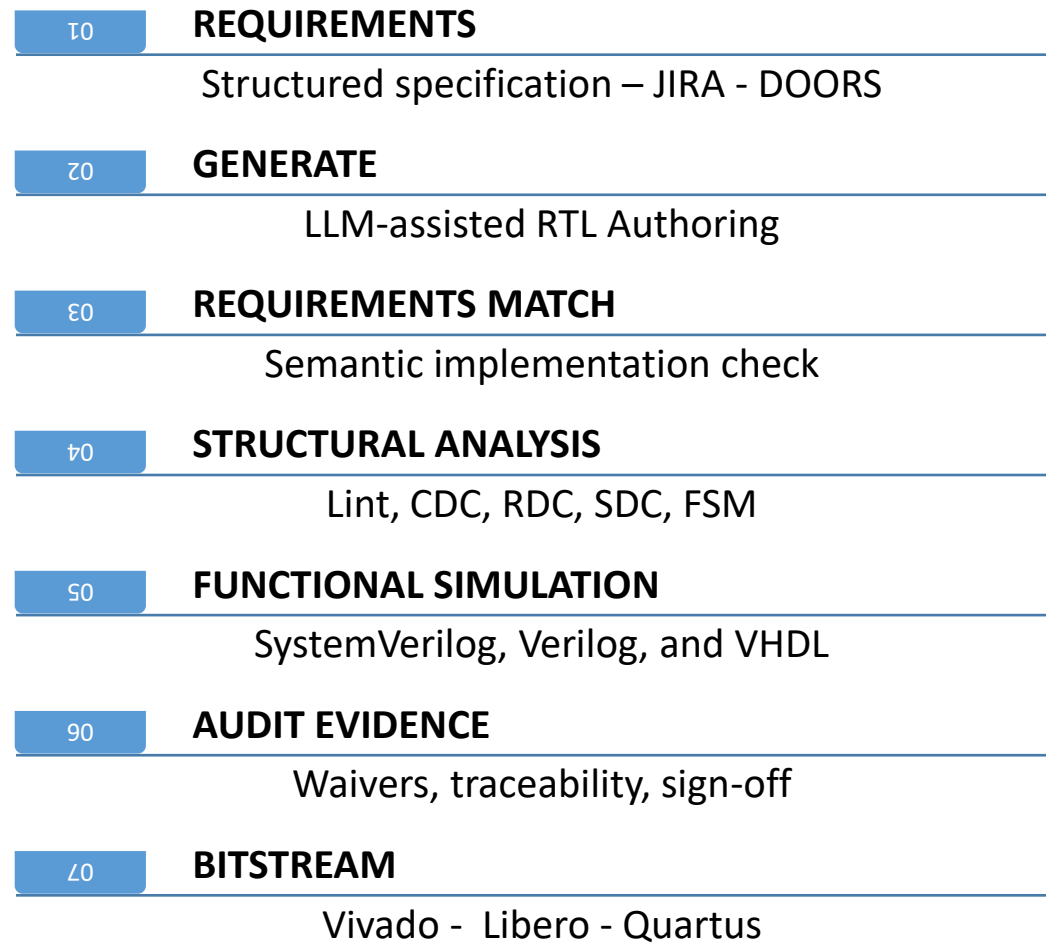 01 REQUIREMENTS
Structured specification – JIRA - DOORS
02 GENERATE
LLM-assisted RTL Authoring
03 REQUIREMENTS MATCH
Semantic implementation check
04 STRUCTURAL ANALYSIS
Lint, CDC, RDC, SDC, FSM
05 FUNCTIONAL SIMULATION
SystemVerilog, Verilog, and VHDL
06 AUDIT EVIDENCE
Waivers, traceability, sign-off
07 BITSTREAM
Vivado - Libero - Quartus